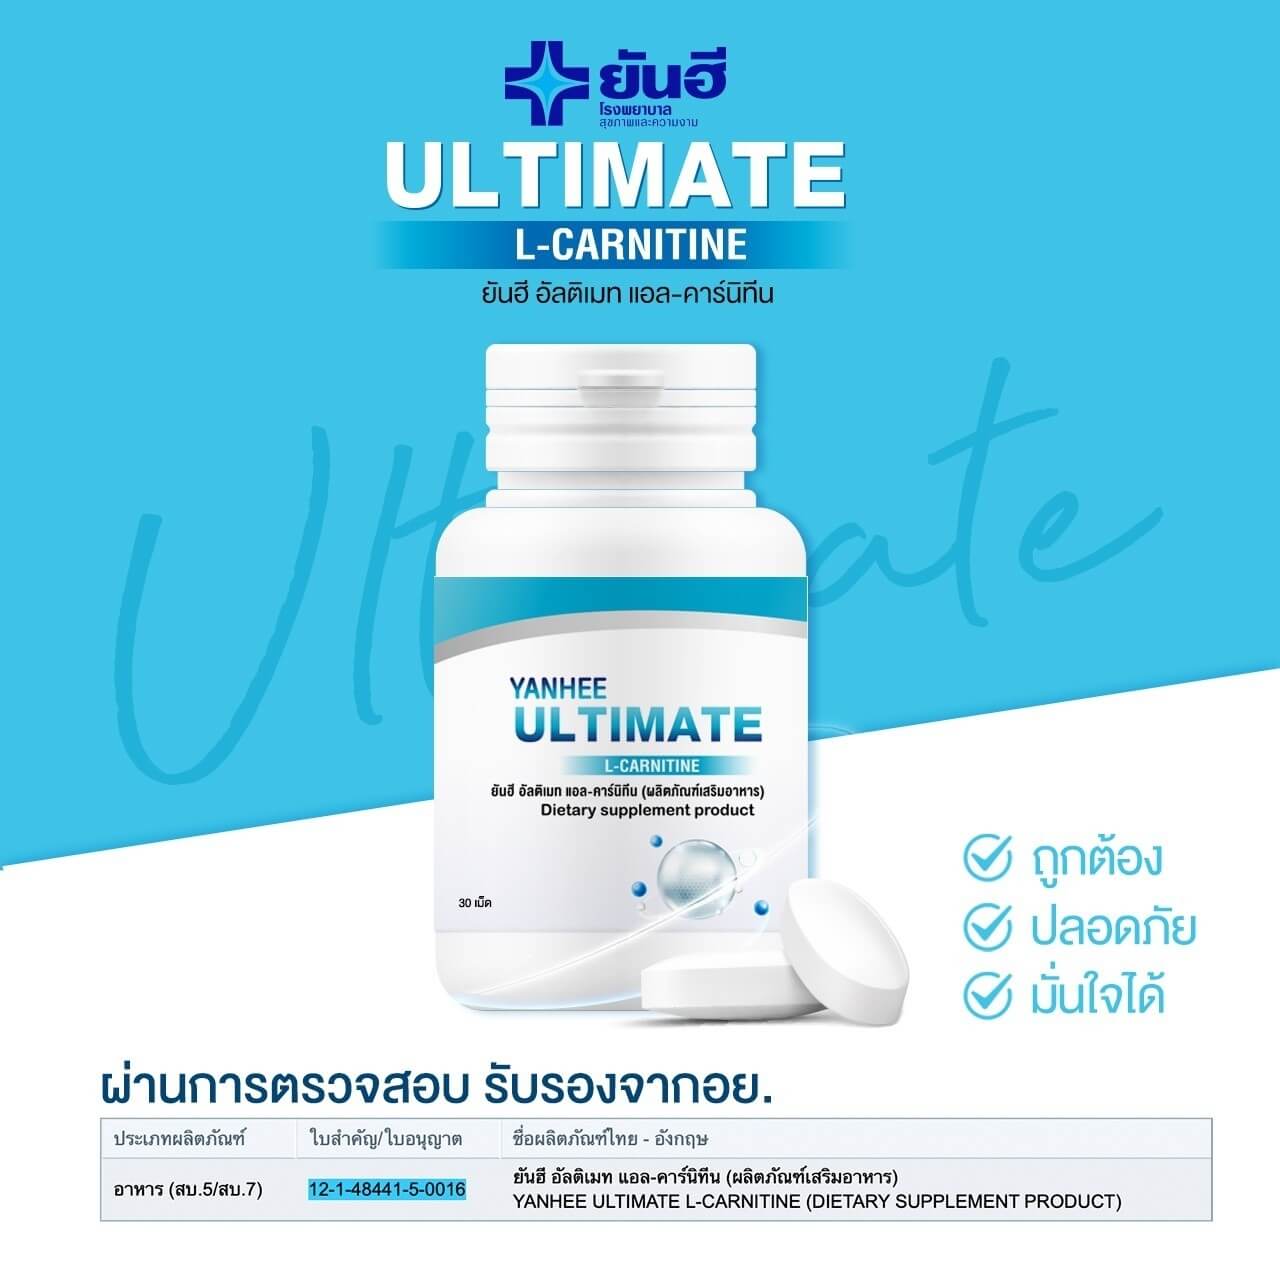 ยันฮี
โรงพยาบาล
สุขภาพและความงาม
ULTIMATE
L-CARNITINE
ยันฮี อัลติเมท แอล-คาร์นิทีน
Ultimate
YANHEE
ULTIMATE
L-CARNITINE
ยันฮี อัลติเมท แอล-คาร์นิทีน (ผลิตภัณฑ์เสริมอาหาร)
Dietary supplement product
30 เม็ด
ถูกต้อง
ปลอดภัย
มั่นใจได้
ผ่านการตรวจสอบ รับรองจากอย.
ประเภทผลิตภัณฑ์ ใบสำคัญ/ใบอนุญาต ชื่อผลิตภัณฑ์ไทย - อังกฤษ
อาหาร (สบ.5/สบ.7) 12-1-48441-5-0016 ยันฮี อัลติเมท แอล-คาร์นิทีน (ผลิตภัณฑ์เสริมอาหาร)
YANHEE ULTIMATE L-CARNITINE (DIETARY SUPPLEMENT PRODUCT)